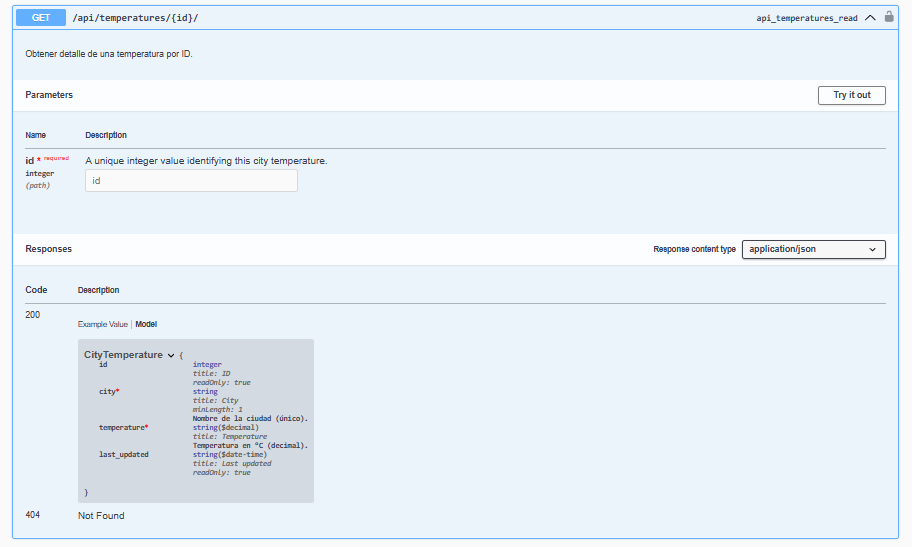 GET /api/temperatures/{id}/ api_temperatures_read
Obtener detalle de una temperatura por ID.
Parameters Try it out
Name Description
id * required A unique integer value identifying this city temperature.
integer
(path)
id
Responses Response content type application/json
Code Description
200
Example Value | Model
CityTemperature {
id integer
title: ID
readOnly: true
city* string
title: City
minLength: 1
Nombre de la ciudad (único).
temperature* string($decimal)
title: Temperature
Temperatura en °C (decimal).
last_updated string($date-time)
title: Last updated
readOnly: true
}
404 Not Found